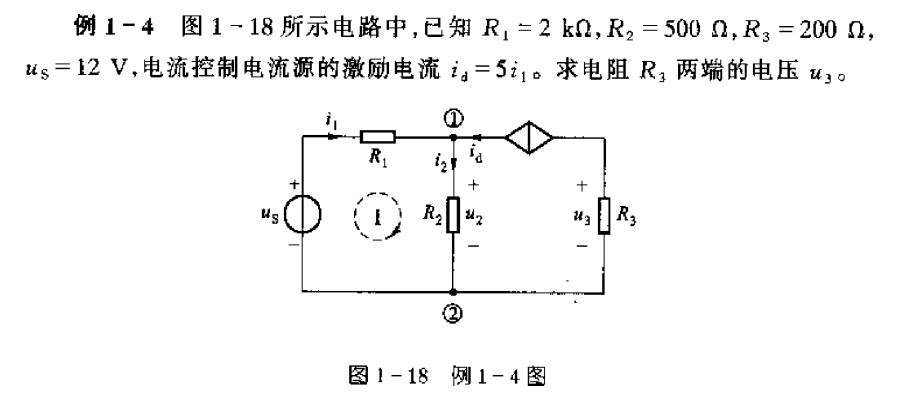 例 1-4 图 1-18 所示电路中,已知 R₁ = 2 kΩ, R₂ = 500 Ω, R₃ = 200 Ω,
u_S = 12 V,电流控制电流源的激励电流 i_d = 5i₁。求电阻 R₃ 两端的电压 u₃。
i₁
①
R₁
i₂
i_d
+
+
+
u_S
I
R₂
u₂
u₃
R₃
-
-
-
②
图 1-18 例 1-4 图